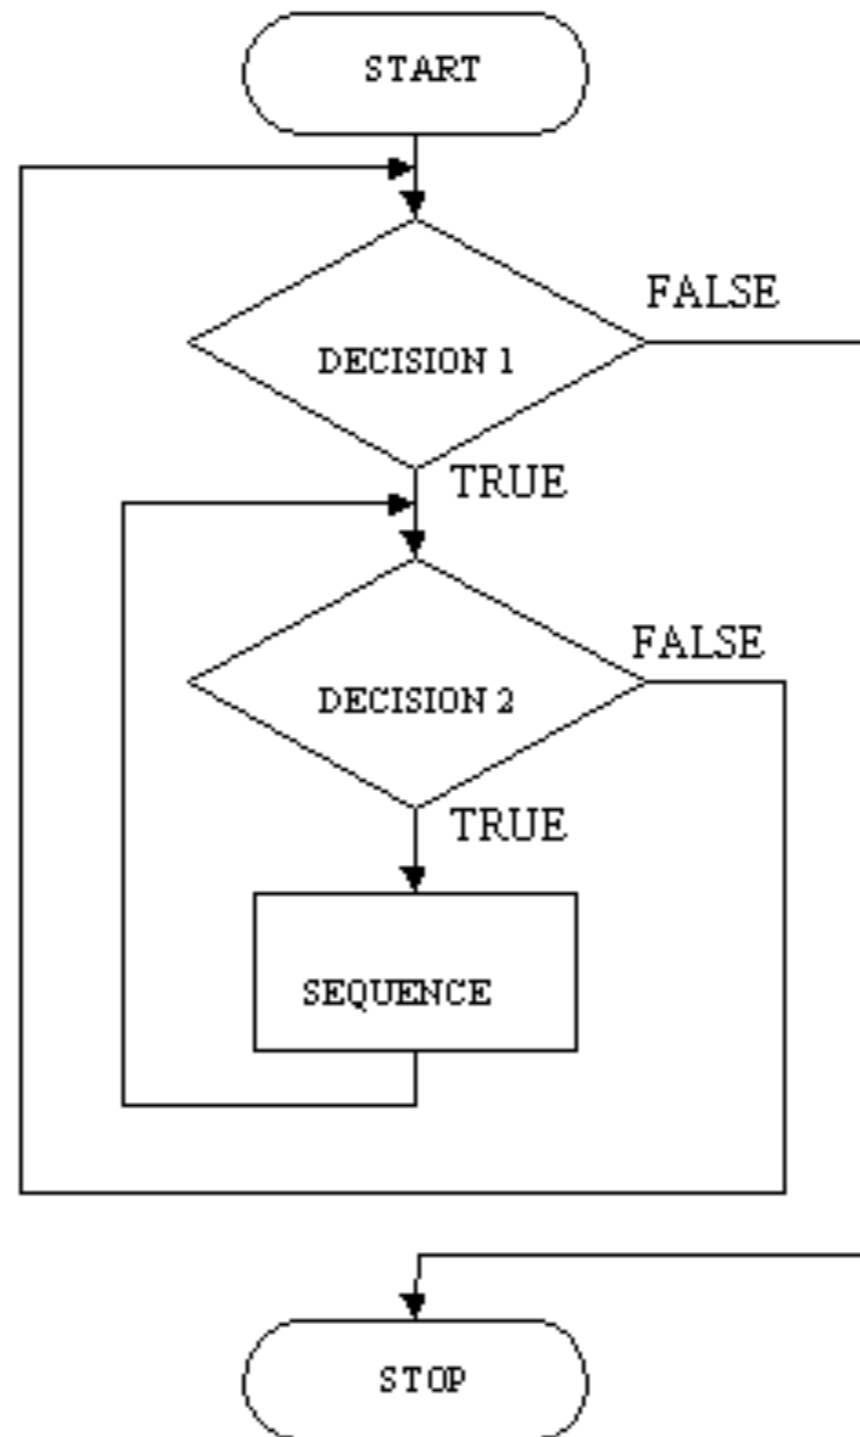 START
FALSE
DECISION 1
TRUE
FALSE
DECISION 2
TRUE
SEQUENCE
STOP